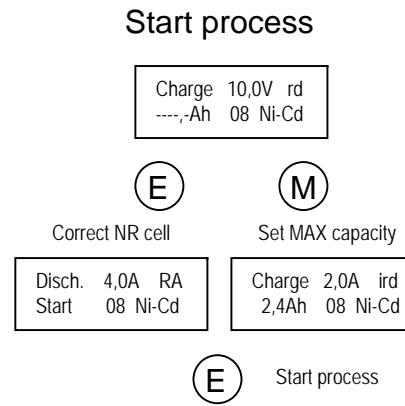 Start process
Charge 10,0V rd
----,-Ah 08 Ni-Cd
E M
Correct NR cell Set MAX capacity
Disch. 4,0A RA Charge 2,0A ird
Start 08 Ni-Cd 2,4Ah 08 Ni-Cd
E Start process